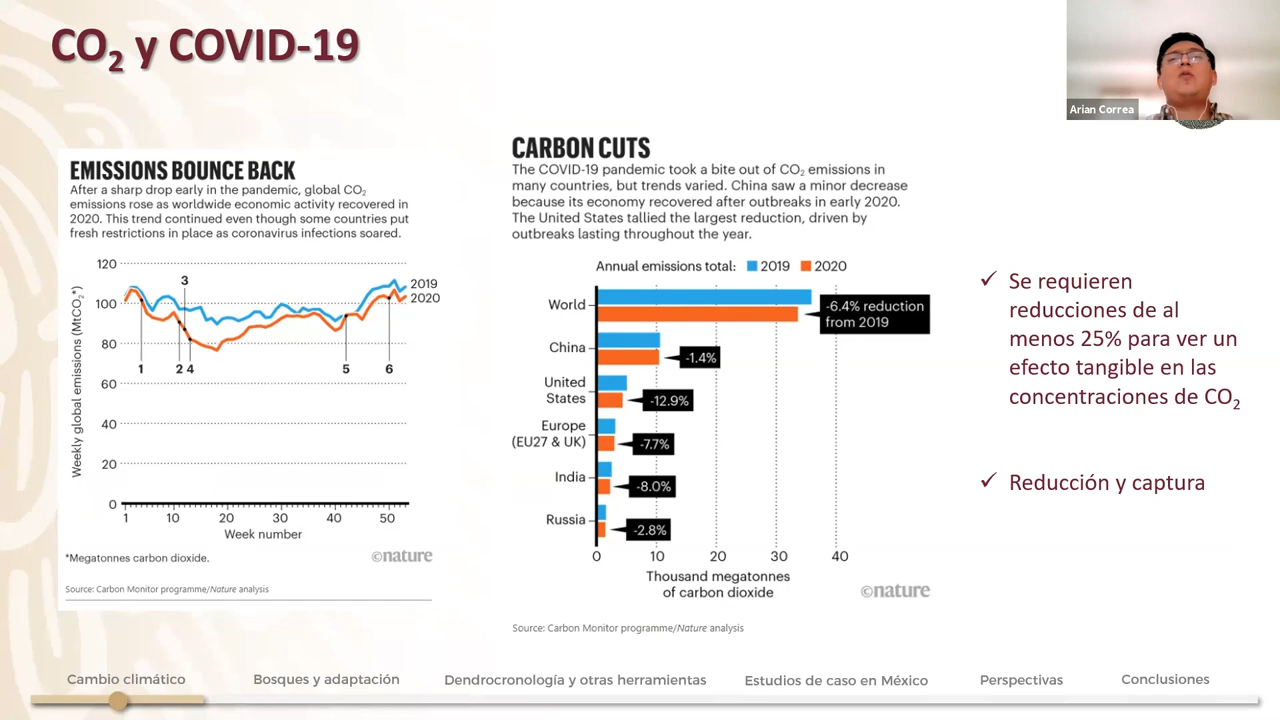 CO₂ y COVID-19
Arian Correa
EMISSIONS BOUNCE BACK
After a sharp drop early in the pandemic, global CO₂
emissions rose as worldwide economic activity recovered in
2020. This trend continued even though some countries put
fresh restrictions in place as coronavirus infections soared.
Weekly global emissions (MtCO₂*)
120
100
80
60
40
20
0
3
2019
2020
1
2
4
5
6
1
10
20
30
40
50
Week number
*Megatonnes carbon dioxide.
©nature
Source: Carbon Monitor programme/Nature analysis
CARBON CUTS
The COVID-19 pandemic took a bite out of CO₂ emissions in
many countries, but trends varied. China saw a minor decrease
because its economy recovered after outbreaks in early 2020.
The United States tallied the largest reduction, driven by
outbreaks lasting throughout the year.
Annual emissions total: 2019 2020
World
-6.4% reduction
from 2019
China
-1.4%
United
States
-12.9%
Europe
(EU27 & UK)
-7.7%
India
-8.0%
Russia
-2.8%
0
10
20
30
40
Thousand megatonnes
of carbon dioxide
©nature
Source: Carbon Monitor programme/Nature analysis
✓ Se requieren
reducciones de al
menos 25% para ver un
efecto tangible en las
concentraciones de CO₂
✓ Reducción y captura
Cambio climático
Bosques y adaptación
Dendrocronología y otras herramientas
Estudios de caso en México
Perspectivas
Conclusiones